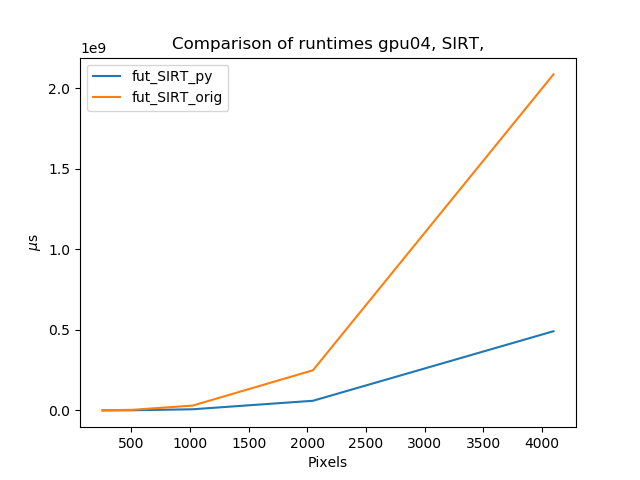 Comparison of runtimes gpu04, SIRT,
1e9
fut_SIRT_py
fut_SIRT_orig
2.0
1.5
1.0
0.5
0.0
μs
500 1000 1500 2000 2500 3000 3500 4000
Pixels